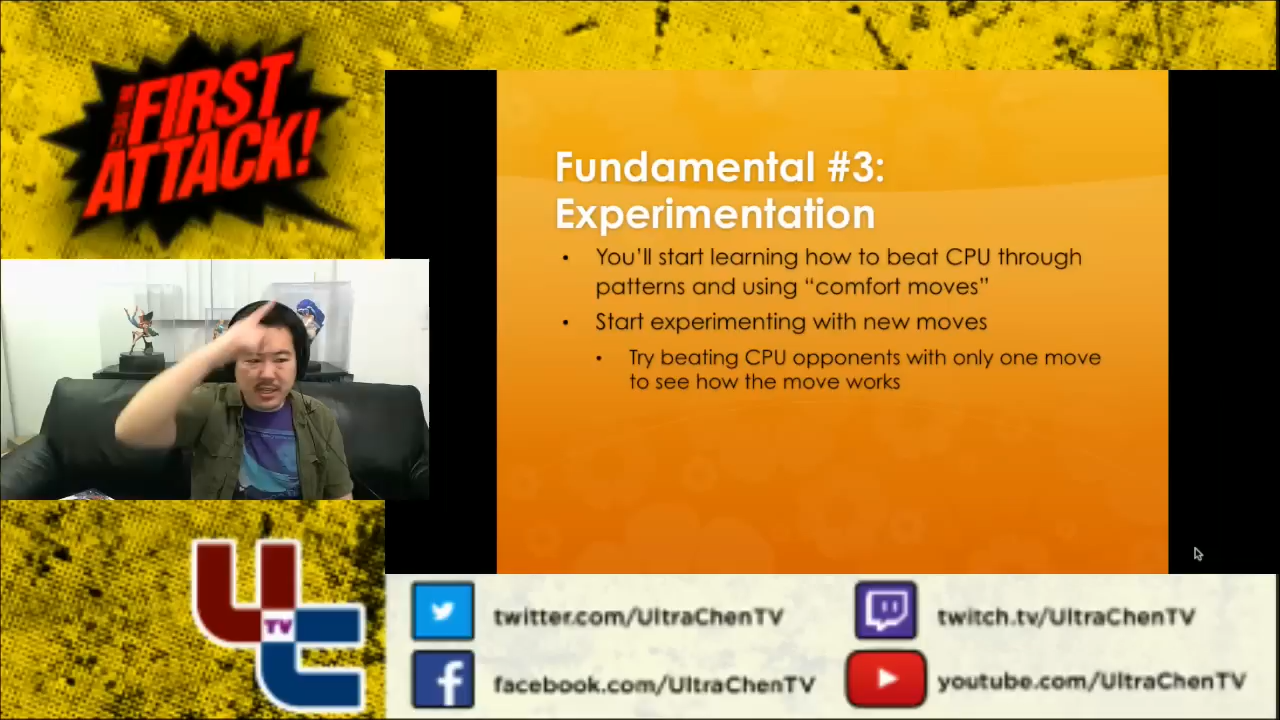 FIRST
ATTACK!
Fundamental #3:
Experimentation
• You'll start learning how to beat CPU through
patterns and using “comfort moves”
• Start experimenting with new moves
• Try beating CPU opponents with only one move
to see how the move works
UC
TV
twitter.com/UltraChenTV
twitch.tv/UltraChenTV
facebook.com/UltraChenTV
youtube.com/UltraChenTV